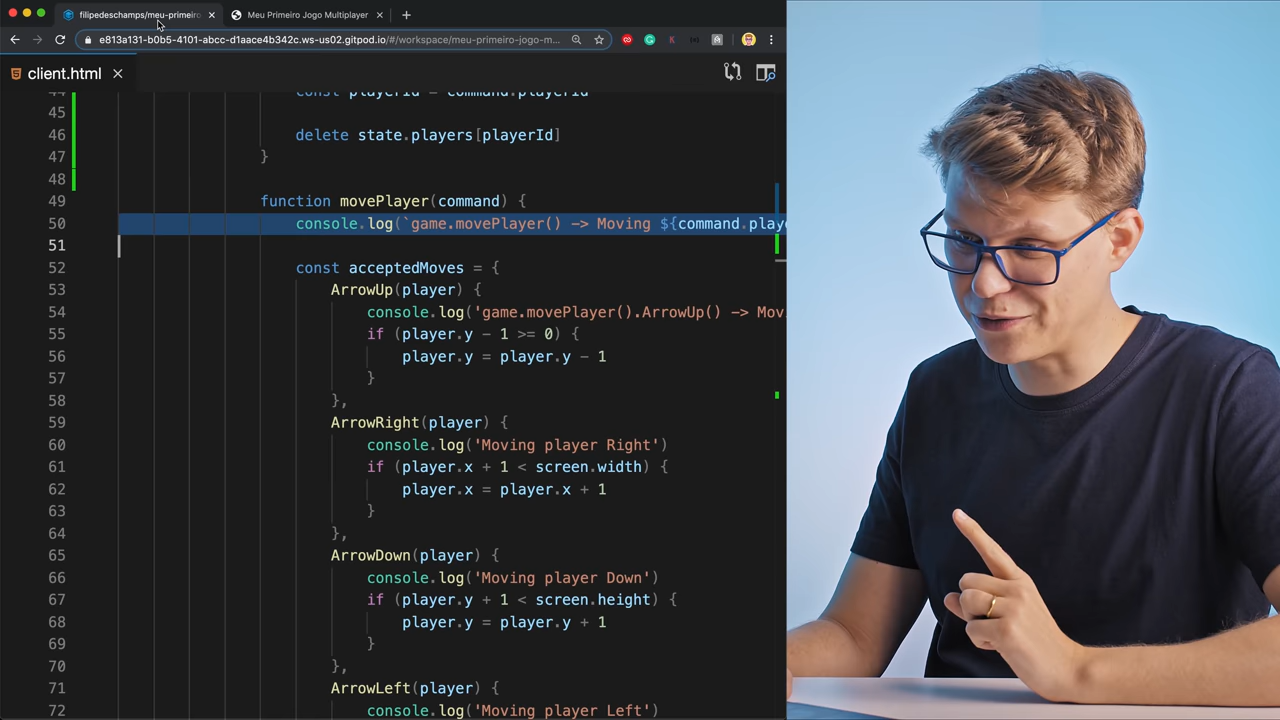 filipedeschamps/meu-primeiro
Meu Primeiro Jogo Multiplayer
e813a131-b0b5-4101-abcc-d1aace4b342c.ws-us02.gitpod.io/#/workspace/meu-primeiro-jogo-m...
client.html
44 const playerId = command.playerId
45
46 delete state.players[playerId]
47 }
48
49 function movePlayer(command) {
50 console.log(`game.movePlayer() -> Moving ${command.playe
51
52 const acceptedMoves = {
53 ArrowUp(player) {
54 console.log('game.movePlayer().ArrowUp() -> Mov
55 if (player.y - 1 >= 0) {
56 player.y = player.y - 1
57 }
58 },
59 ArrowRight(player) {
60 console.log('Moving player Right')
61 if (player.x + 1 < screen.width) {
62 player.x = player.x + 1
63 }
64 },
65 ArrowDown(player) {
66 console.log('Moving player Down')
67 if (player.y + 1 < screen.height) {
68 player.y = player.y + 1
69 }
70 },
71 ArrowLeft(player) {
72 console.log('Moving player Left')